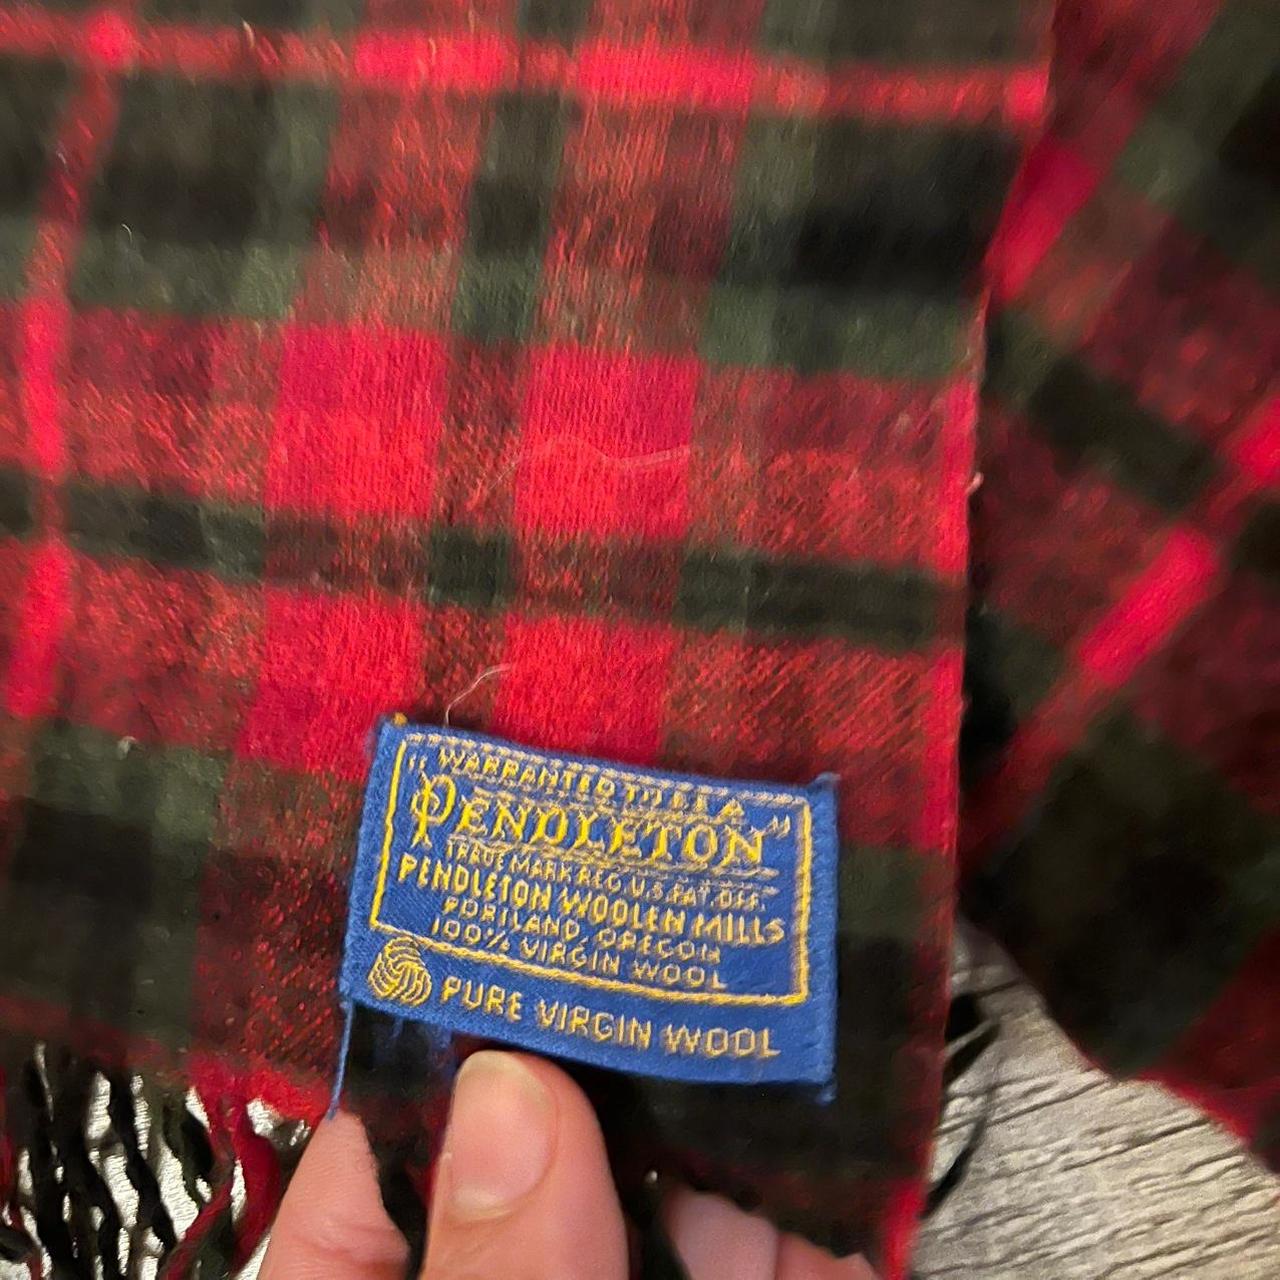 "WARRANTED TO BE A
PENDLETON"
TRADE MARK REG. U.S. PAT. OFF.
PENDLETON WOOLEN MILLS
PORTLAND, OREGON
100% VIRGIN WOOL
PURE VIRGIN WOOL